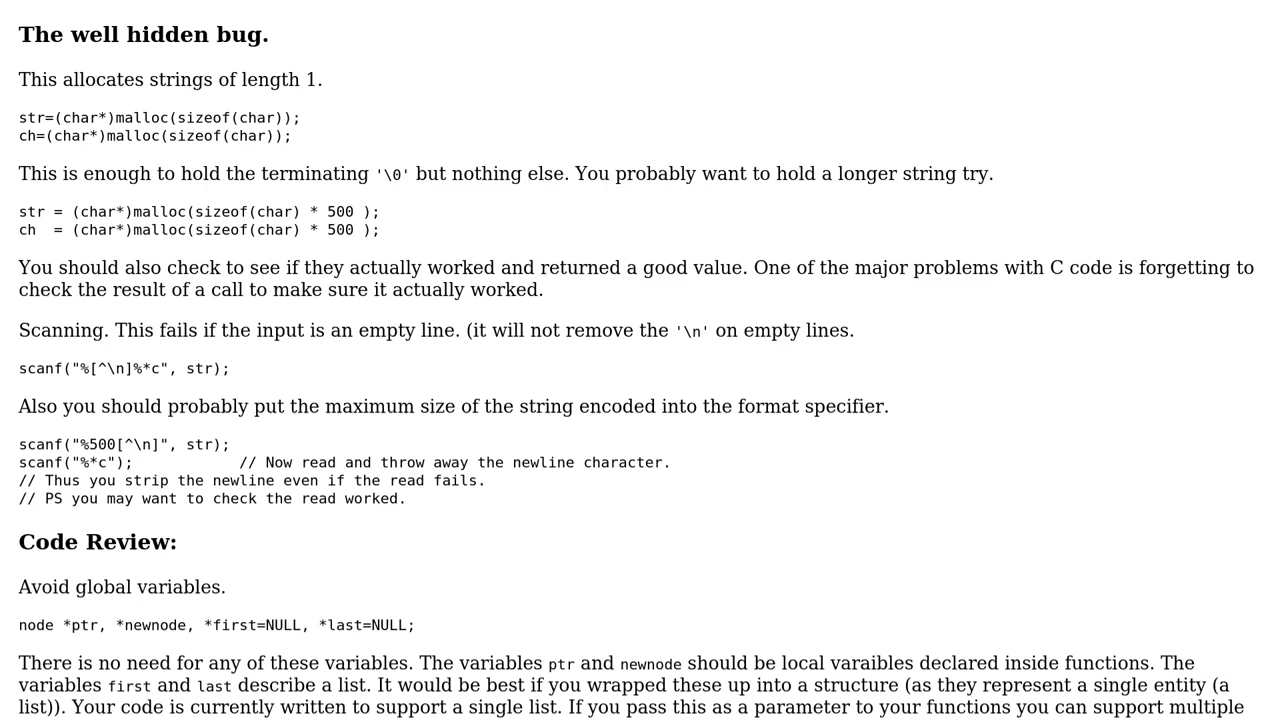 The well hidden bug.
This allocates strings of length 1.
str=(char*)malloc(sizeof(char));
ch=(char*)malloc(sizeof(char));
This is enough to hold the terminating '\0' but nothing else. You probably want to hold a longer string try.
str = (char*)malloc(sizeof(char) * 500 );
ch  = (char*)malloc(sizeof(char) * 500 );
You should also check to see if they actually worked and returned a good value. One of the major problems with C code is forgetting to
check the result of a call to make sure it actually worked.
Scanning. This fails if the input is an empty line. (it will not remove the '\n' on empty lines.
scanf("%[^\n]%*c", str);
Also you should probably put the maximum size of the string encoded into the format specifier.
scanf("%500[^\n]", str);
scanf("%*c");            // Now read and throw away the newline character.
// Thus you strip the newline even if the read fails.
// PS you may want to check the read worked.
Code Review:
Avoid global variables.
node *ptr, *newnode, *first=NULL, *last=NULL;
There is no need for any of these variables. The variables ptr and newnode should be local varaibles declared inside functions. The
variables first and last describe a list. It would be best if you wrapped these up into a structure (as they represent a single entity (a
list)). Your code is currently written to support a single list. If you pass this as a parameter to your functions you can support multiple